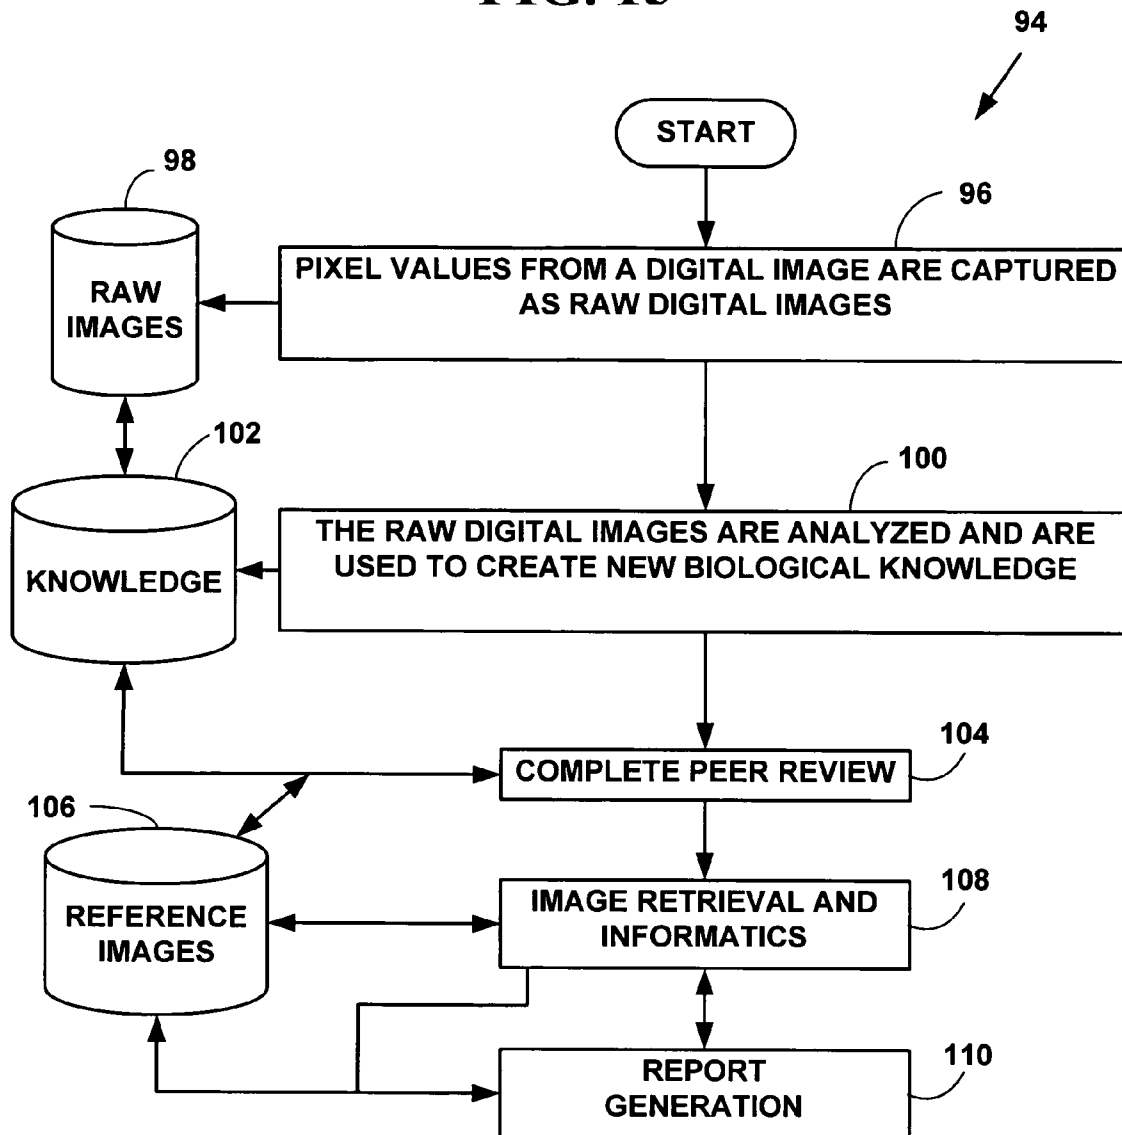 94
START
98
96
PIXEL VALUES FROM A DIGITAL IMAGE ARE CAPTURED
AS RAW DIGITAL IMAGES
RAW
IMAGES
102
100
THE RAW DIGITAL IMAGES ARE ANALYZED AND ARE
USED TO CREATE NEW BIOLOGICAL KNOWLEDGE
KNOWLEDGE
104
COMPLETE PEER REVIEW
106
108
IMAGE RETRIEVAL AND
INFORMATICS
REFERENCE
IMAGES
110
REPORT
GENERATION